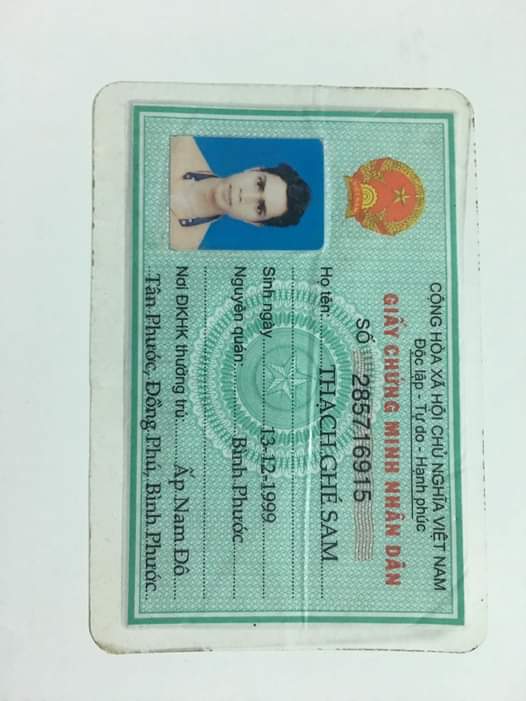 CỘNG HÒA XÃ HỘI CHỦ NGHĨA VIỆT NAM
Độc lập - Tự do - Hạnh phúc
GIẤY CHỨNG MINH NHÂN DÂN
SỐ 285716915
Họ tên: THẠCH GHÉ SAM
Sinh ngày 13-12-1999
Nguyên quán: Bình Phước
Nơi ĐKHK thường trú: Ấp Nam Đô
Tân Phước, Đồng Phú, Bình Phước